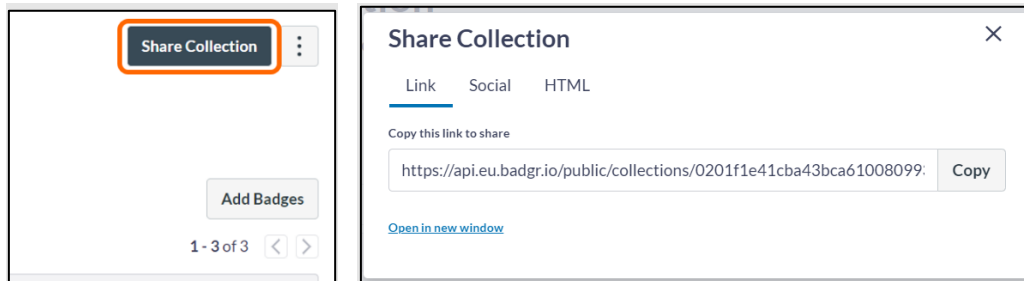 Share Collection
Add Badges
1 - 3 of 3
Share Collection
Link Social HTML
Copy this link to share
https://api.eu.badgr.io/public/collections/0201f1e41cba43bca61008099
Copy
Open in new window